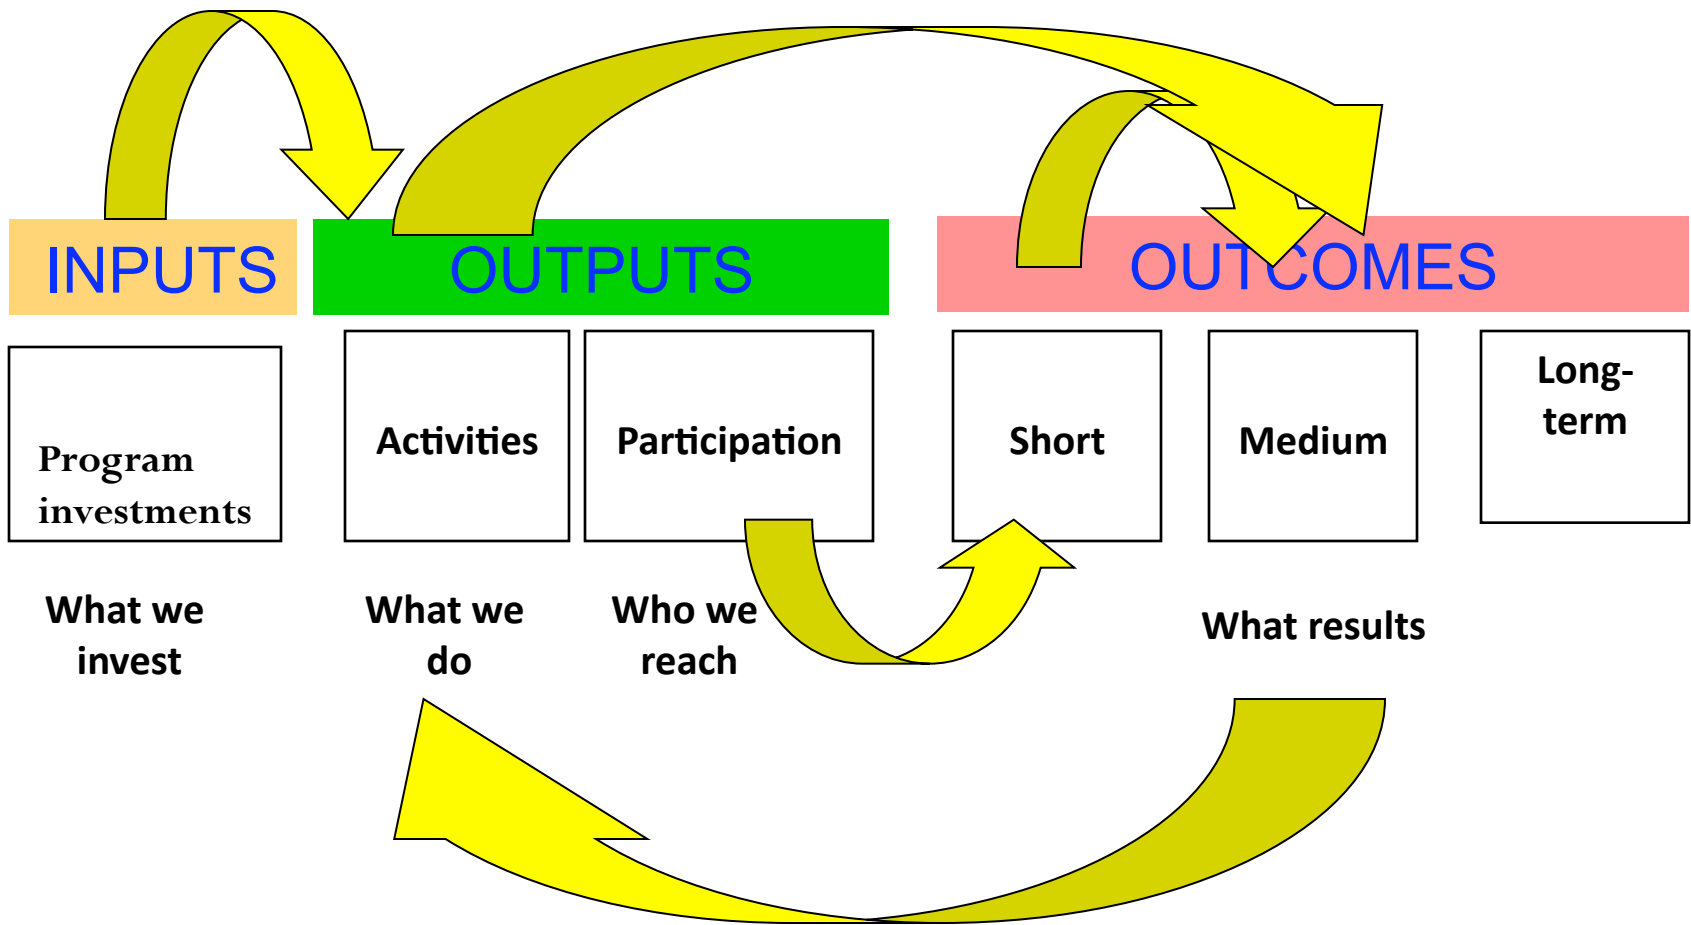 INPUTS
OUTPUTS
OUTCOMES
Program
investments
Activities
Participation
Short
Medium
Long-
term
What we
invest
What we
do
Who we
reach
What results